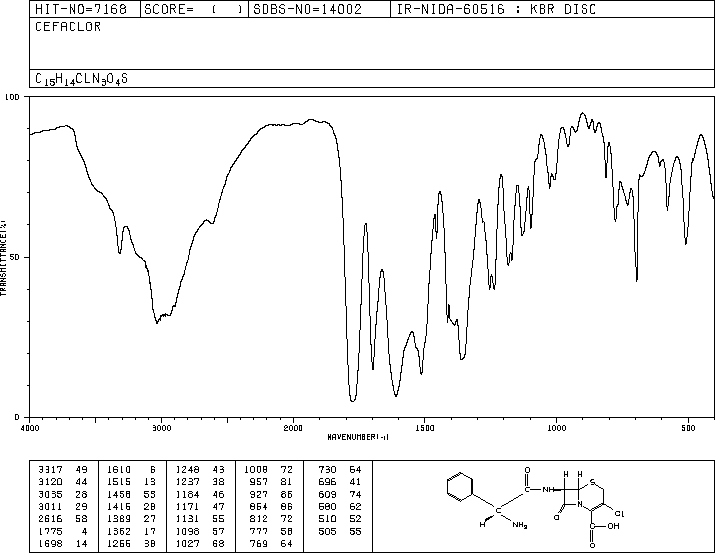 HIT-NO=7168 SCORE= ( ) SDBS-NO=14002 IR-NIDA-60516 : KBR DISC
CEFACLOR
C15H14CLN3O4S
100
50
0
TRANSMITTANCE(%)
4000 3000 2000 1500 1000 500
WAVENUMBER(-1)
3317 49 1610 6 1248 43 1008 72 730 64
3120 44 1515 13 1237 38 957 81 696 41
3035 28 1458 55 1184 46 927 86 609 74
3011 29 1416 28 1171 47 864 86 580 62
2616 58 1389 27 1131 55 812 72 510 52
1775 4 1362 17 1098 57 777 58 505 55
1698 14 1266 38 1027 68 769 64
O H H S
C NH
C N Cl
H NH2 O C OH
O